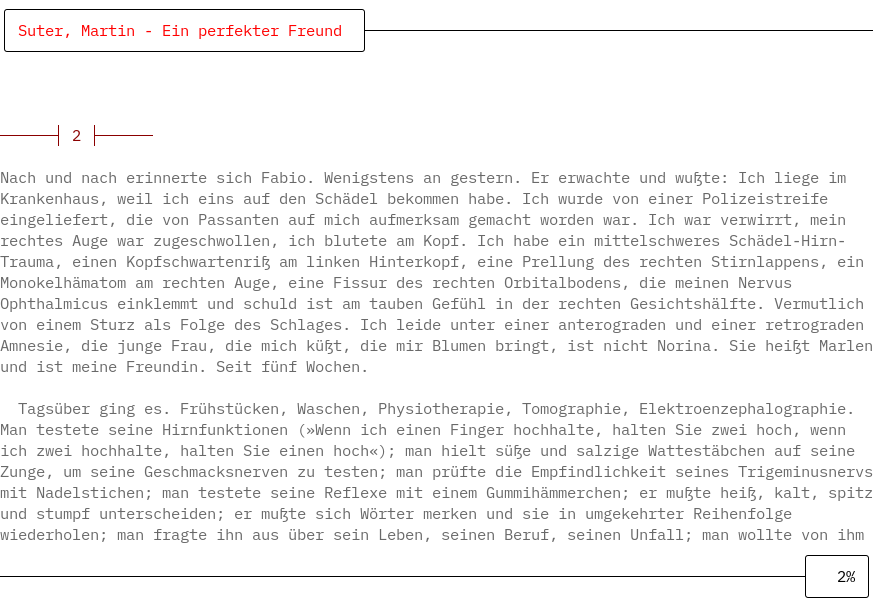 Suter, Martin - Ein perfekter Freund
2
Nach und nach erinnerte sich Fabio. Wenigstens an gestern. Er erwachte und wußte: Ich liege im
Krankenhaus, weil ich eins auf den Schädel bekommen habe. Ich wurde von einer Polizeistreife
eingeliefert, die von Passanten auf mich aufmerksam gemacht worden war. Ich war verwirrt, mein
rechtes Auge war zugeschwollen, ich blutete am Kopf. Ich habe ein mittelschweres Schädel-Hirn-
Trauma, einen Kopfschwartenriß am linken Hinterkopf, eine Prellung des rechten Stirnlappens, ein
Monokelhämatom am rechten Auge, eine Fissur des rechten Orbitalbodens, die meinen Nervus
Ophthalmicus einklemmt und schuld ist am tauben Gefühl in der rechten Gesichtshälfte. Vermutlich
von einem Sturz als Folge des Schlages. Ich leide unter einer anterograden und einer retrograden
Amnesie, die junge Frau, die mich küßt, die mir Blumen bringt, ist nicht Norina. Sie heißt Marlen
und ist meine Freundin. Seit fünf Wochen.
Tagsüber ging es. Frühstücken, Waschen, Physiotherapie, Tomographie, Elektroenzephalographie.
Man testete seine Hirnfunktionen (»Wenn ich einen Finger hochhalte, halten Sie zwei hoch, wenn
ich zwei hochhalte, halten Sie einen hoch«); man hielt süße und salzige Wattestäbchen auf seine
Zunge, um seine Geschmacksnerven zu testen; man prüfte die Empfindlichkeit seines Trigeminusnervs
mit Nadelstichen; man testete seine Reflexe mit einem Gummihämmerchen; er mußte heiß, kalt, spitz
und stumpf unterscheiden; er mußte sich Wörter merken und sie in umgekehrter Reihenfolge
wiederholen; man fragte ihn aus über sein Leben, seinen Beruf, seinen Unfall; man wollte von ihm
2%